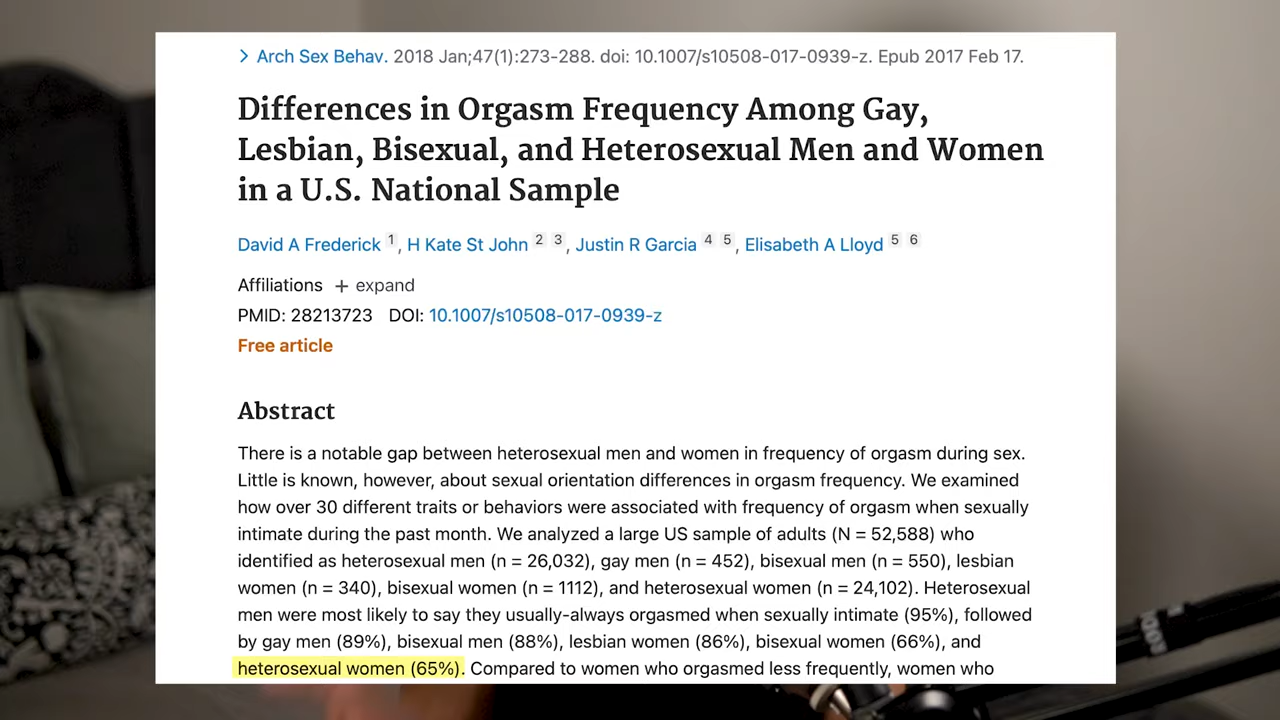 > Arch Sex Behav. 2018 Jan;47(1):273-288. doi: 10.1007/s10508-017-0939-z. Epub 2017 Feb 17.
Differences in Orgasm Frequency Among Gay,
Lesbian, Bisexual, and Heterosexual Men and Women
in a U.S. National Sample
David A Frederick 1, H Kate St John 2 3, Justin R Garcia 4 5, Elisabeth A Lloyd 5 6
Affiliations + expand
PMID: 28213723 DOI: 10.1007/s10508-017-0939-z
Free article
Abstract
There is a notable gap between heterosexual men and women in frequency of orgasm during sex.
Little is known, however, about sexual orientation differences in orgasm frequency. We examined
how over 30 different traits or behaviors were associated with frequency of orgasm when sexually
intimate during the past month. We analyzed a large US sample of adults (N = 52,588) who
identified as heterosexual men (n = 26,032), gay men (n = 452), bisexual men (n = 550), lesbian
women (n = 340), bisexual women (n = 1112), and heterosexual women (n = 24,102). Heterosexual
men were most likely to say they usually-always orgasmed when sexually intimate (95%), followed
by gay men (89%), bisexual men (88%), lesbian women (86%), bisexual women (66%), and
heterosexual women (65%). Compared to women who orgasmed less frequently, women who